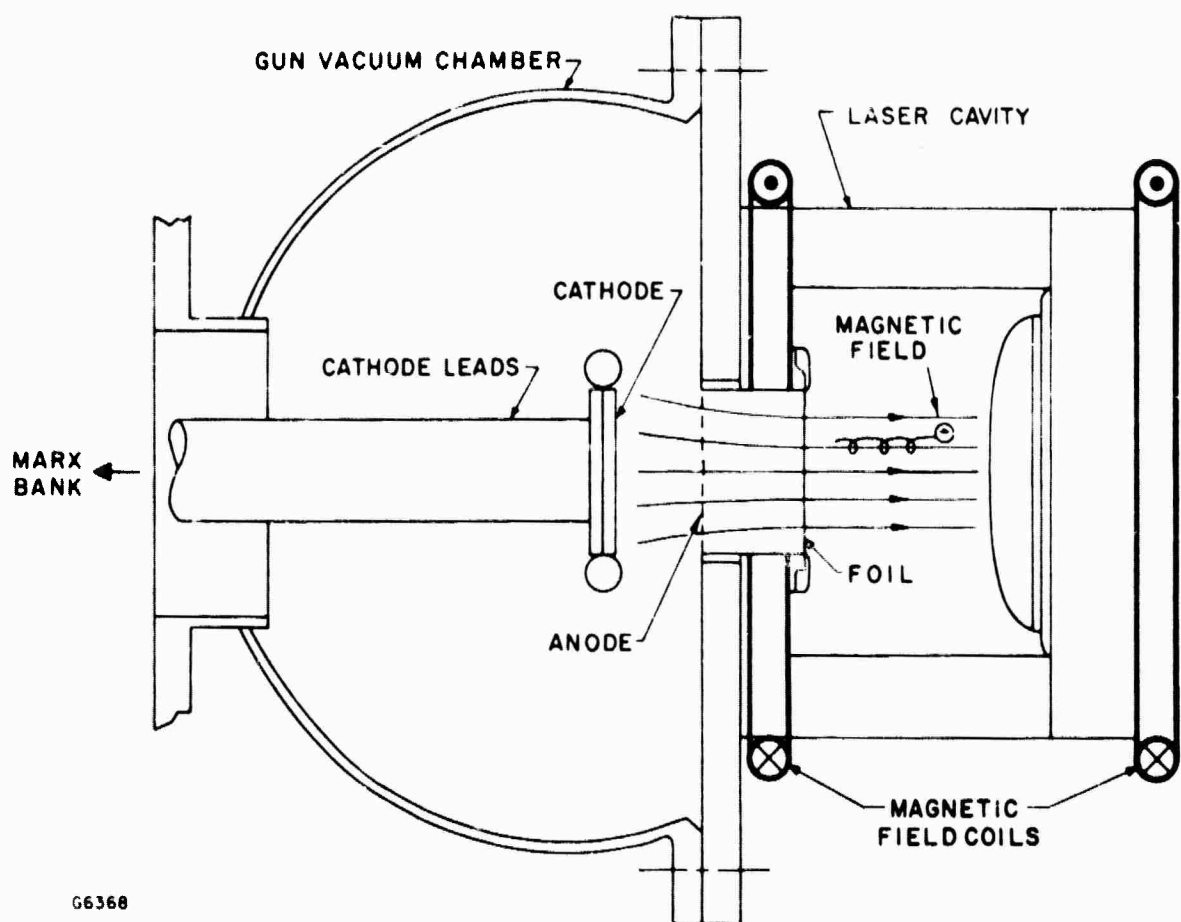 GUN VACUUM CHAMBER
LASER CAVITY
CATHODE
MAGNETIC
FIELD
CATHODE LEADS
MARX
BANK
FOIL
ANODE
MAGNETIC
FIELD COILS
G6368